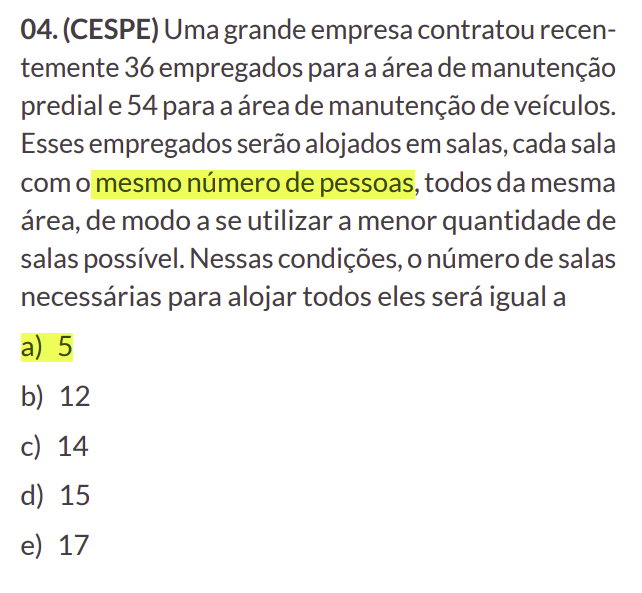 04. (CESPE) Uma grande empresa contratou recen-
temente 36 empregados para a área de manutenção
predial e 54 para a área de manutenção de veículos.
Esses empregados serão alojados em salas, cada sala
com o mesmo número de pessoas, todos da mesma
área, de modo a se utilizar a menor quantidade de
salas possível. Nessas condições, o número de salas
necessárias para alojar todos eles será igual a
a) 5
b) 12
c) 14
d) 15
e) 17